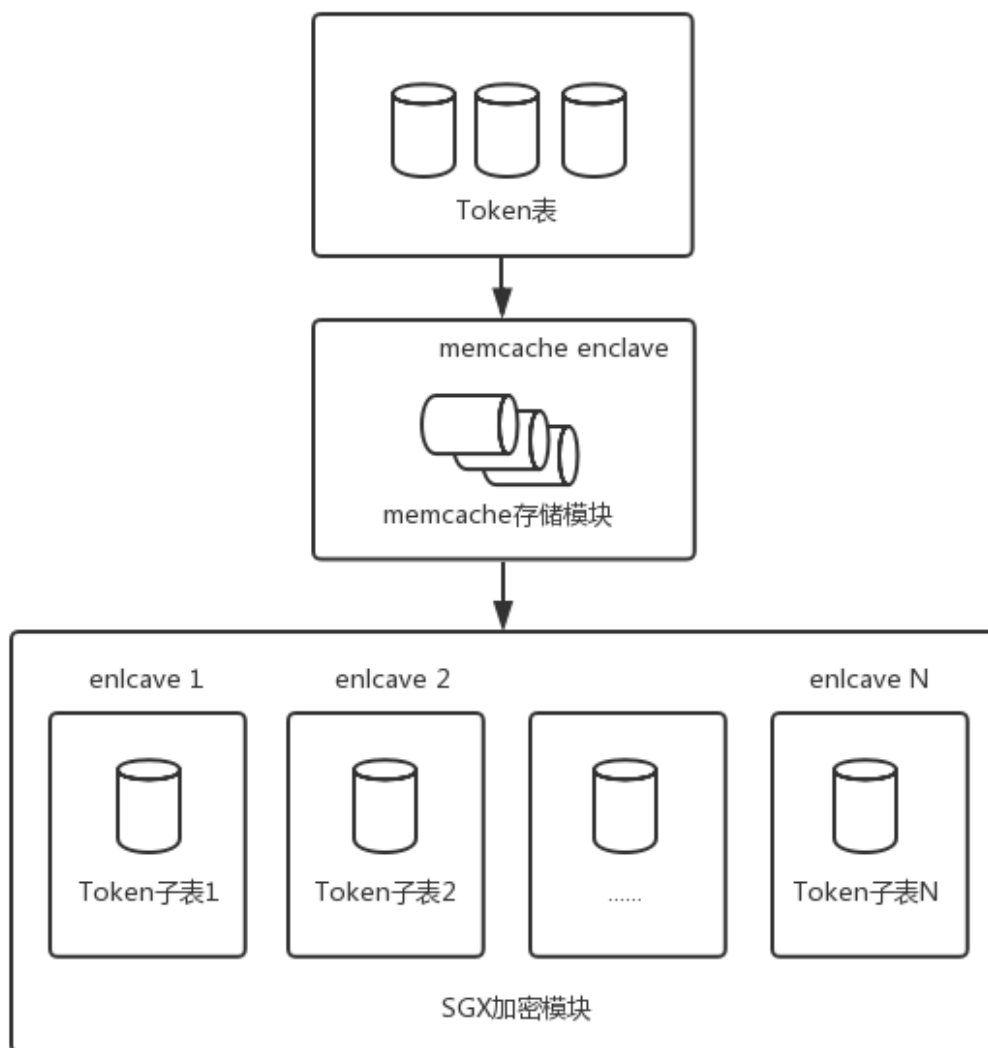 Token表
memcache enclave
memcache存储模块
enlcave 1
enlcave 2
enlcave N
Token子表1
Token子表2
......
Token子表N
SGX加密模块